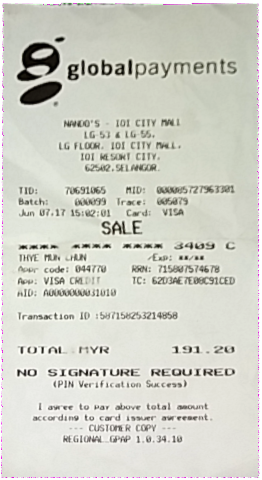 globalpayments
NANDO'S - IOI CITY MALL
LG-53 & LG-55,
LG FLOOR, IOI CITY MALL,
IOI RESORT CITY,
62502, SELANGOR.
TID: 70691065 MID: 000005727963301
Batch: 000099 Trace: 005079
Jun 07,17 15:02:01 Card: VISA
SALE
**** **** **** 3409 C
THYE MUN CHUN /Exp: **/**
Appr code: 044770 RRN: 715807574678
App: VISA CREDIT TC: 62D3AE7E08C91CED
AID: A0000000031010
Transaction ID :587158253214858
TOTAL MYR 191.20
NO SIGNATURE REQUIRED
(PIN Verification Success)
I agree to pay above total amount
according to card issuer agreement.
--- CUSTOMER COPY ---
REGIONAL_GPAP 1.0.34.10